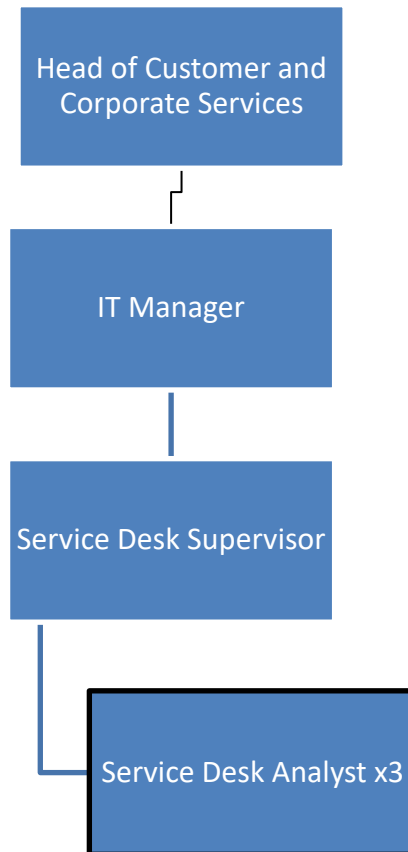 Head of Customer and
Corporate Services
IT Manager
Service Desk Supervisor
Service Desk Analyst x3